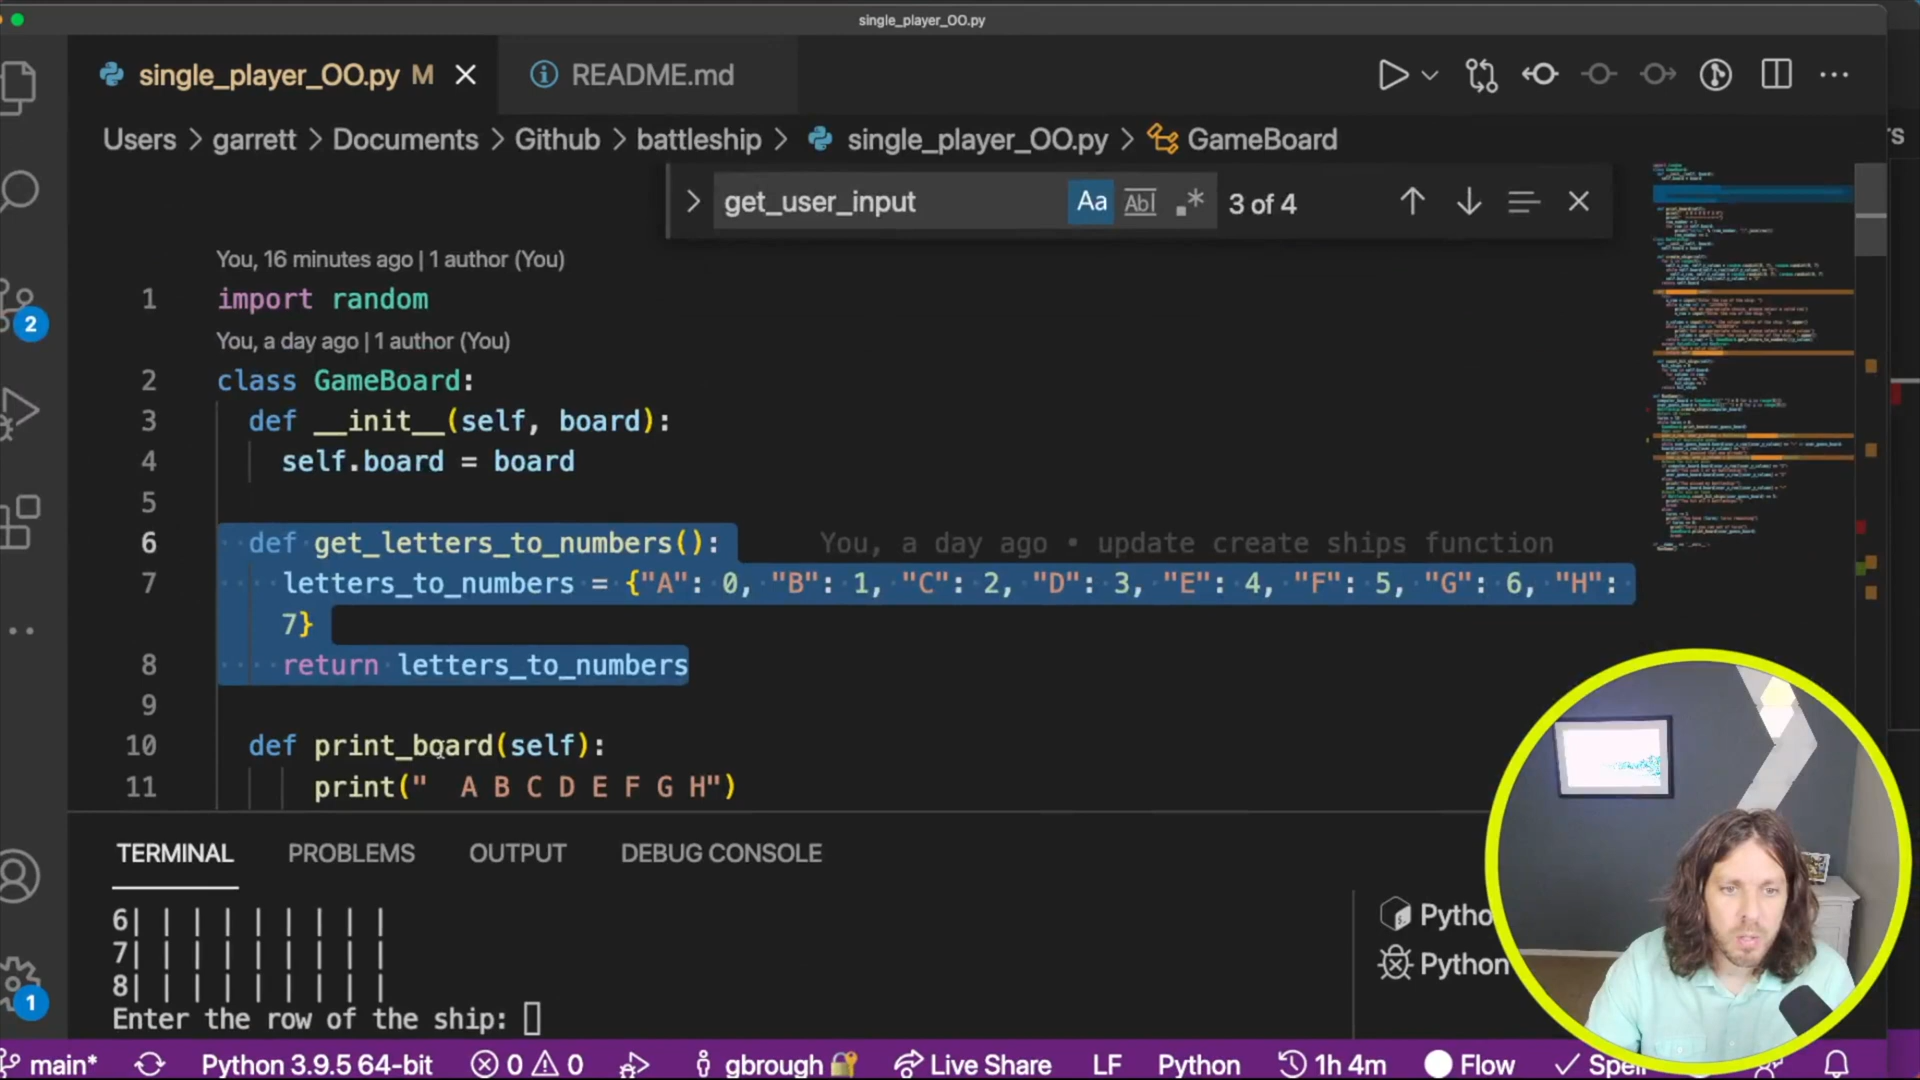 single_player_OO.py
single_player_OO.py M
README.md
Users > garrett > Documents > Github > battleship > single_player_OO.py > GameBoard
get_user_input Aa Abl .* 3 of 4
You, 16 minutes ago | 1 author (You)
1 import random
You, a day ago | 1 author (You)
2 class GameBoard:
3 def __init__(self, board):
4 self.board = board
5
6 def get_letters_to_numbers(): You, a day ago • update create ships function
7 letters_to_numbers = {"A": 0, "B": 1, "C": 2, "D": 3, "E": 4, "F": 5, "G": 6, "H":
7}
8 return letters_to_numbers
9
10 def print_board(self):
11 print("  A B C D E F G H")
2
1
TERMINAL PROBLEMS OUTPUT DEBUG CONSOLE
6| | | | | | | | |
7| | | | | | | | |
8| | | | | | | | |
Enter the row of the ship:
Pytho
Python
main* Python 3.9.5 64-bit 0 0 gbrough Live Share LF Python 1h 4m Flow Spel